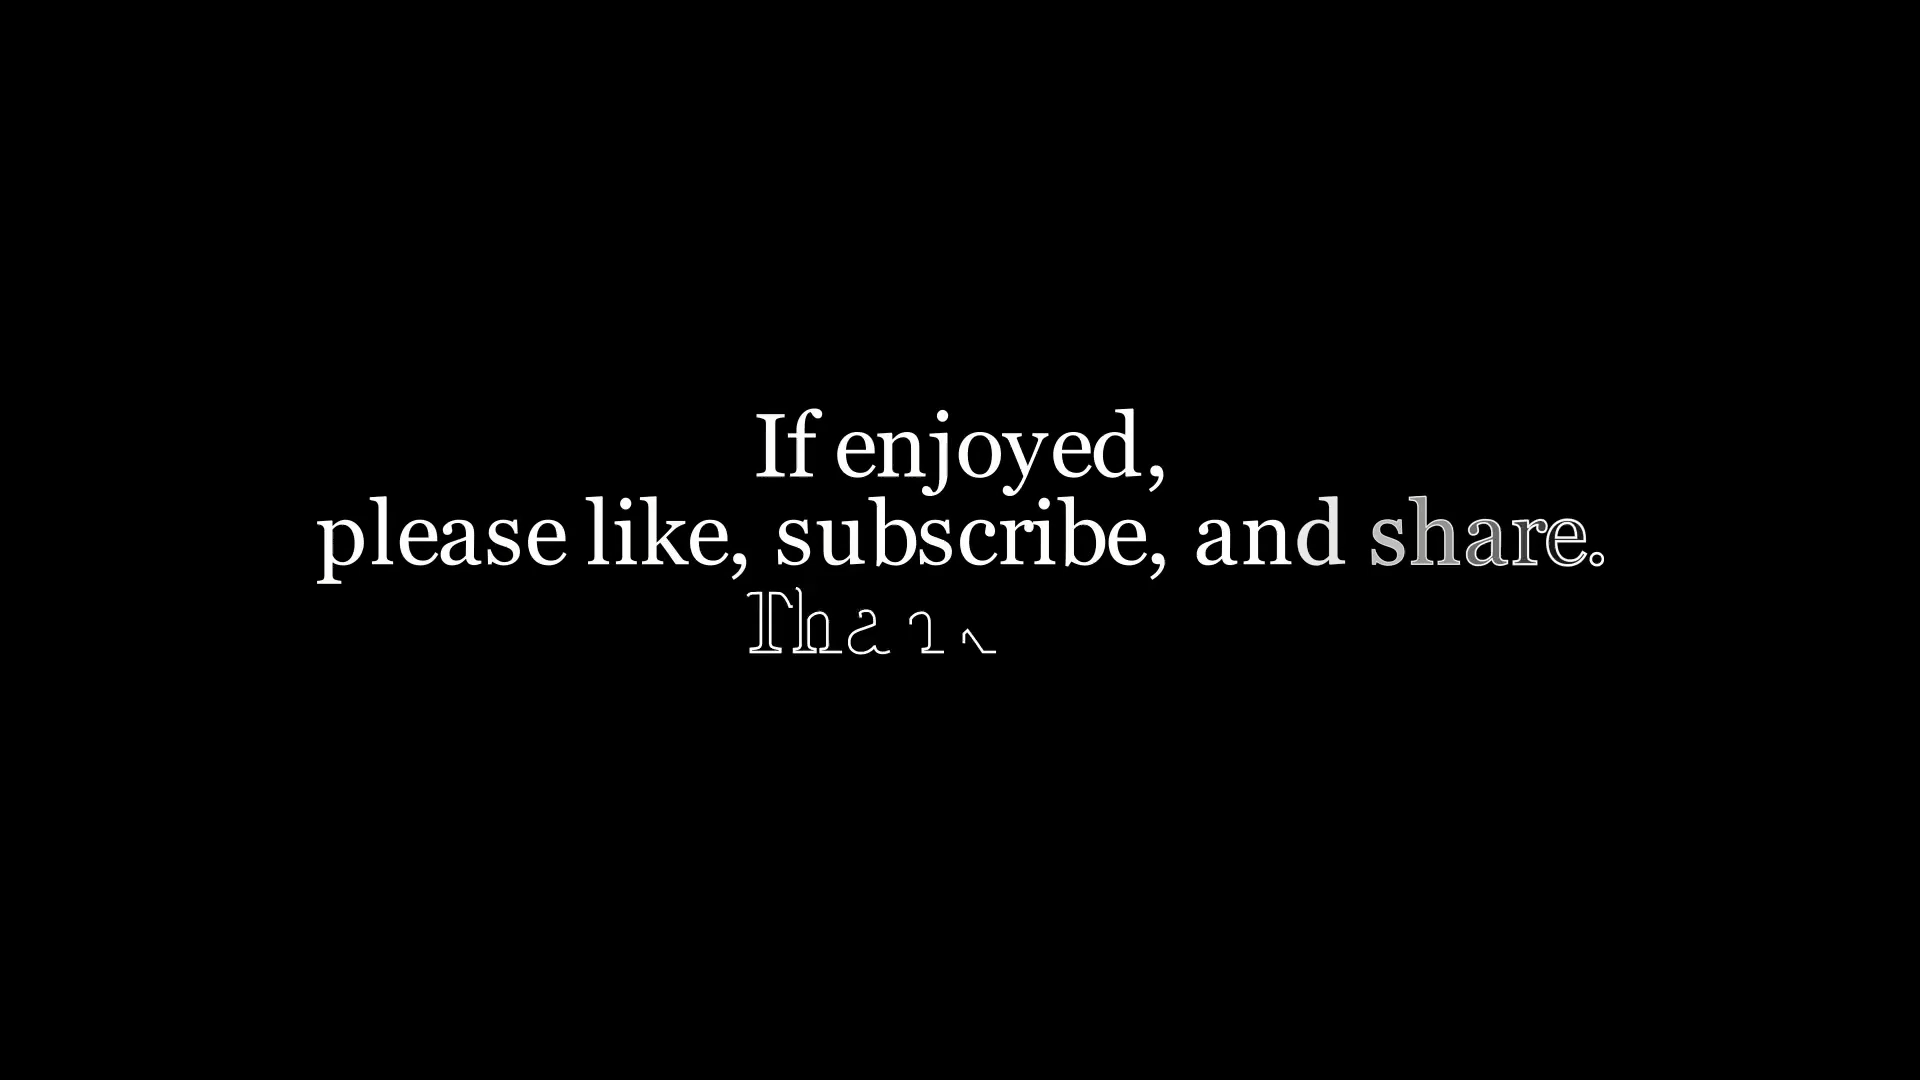 If enjoyed,
please like, subscribe, and share.